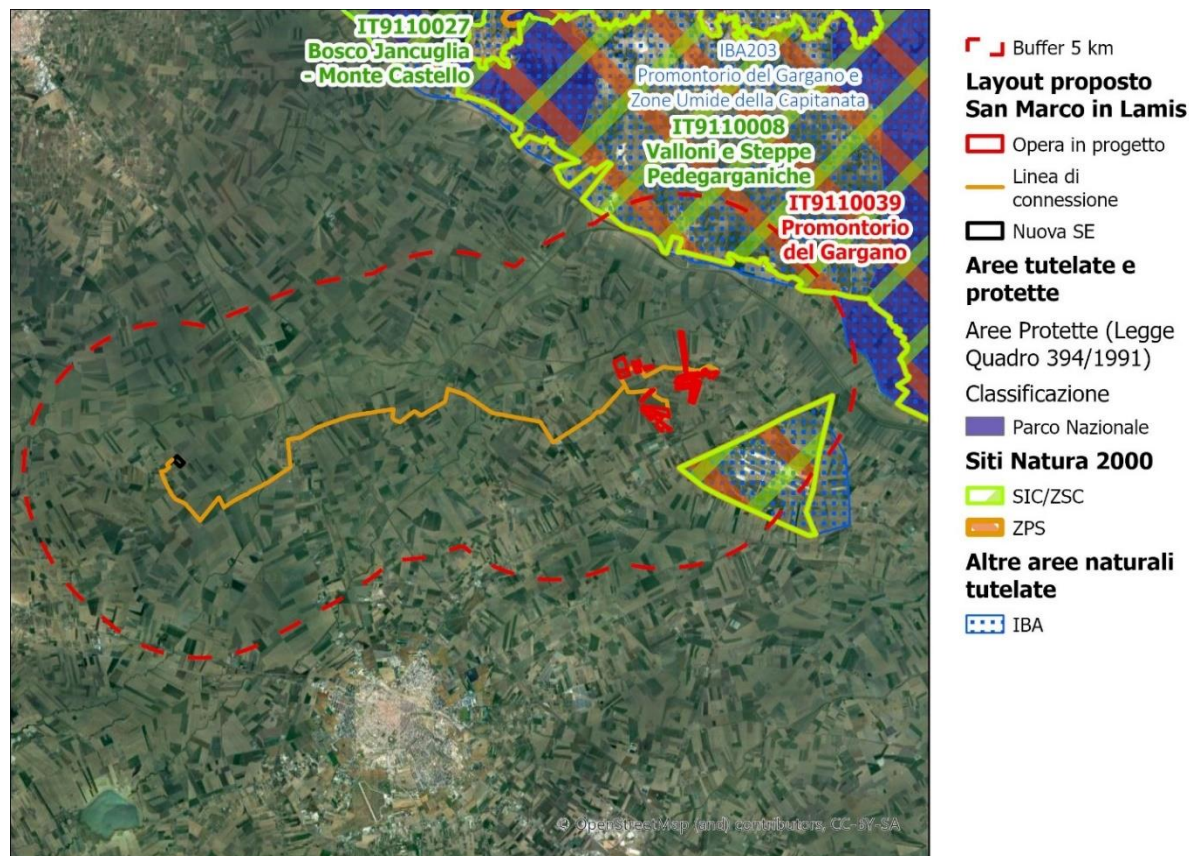 IT9110027
Bosco Jancuglia
- Monte Castello
IBA203
Promontorio del Gargano e
Zone Umide della Capitanata
IT9110008
Valloni e Steppe
Pedegarganiche
IT9110039
Promontorio
del Gargano
© OpenStreetMap (and) contributors, CC-BY-SA
Buffer 5 km
Layout proposto
San Marco in Lamis
Opera in progetto
Linea di
connessione
Nuova SE
Aree tutelate e
protette
Aree Protette (Legge
Quadro 394/1991)
Classificazione
Parco Nazionale
Siti Natura 2000
SIC/ZSC
ZPS
Altre aree naturali
tutelate
IBA